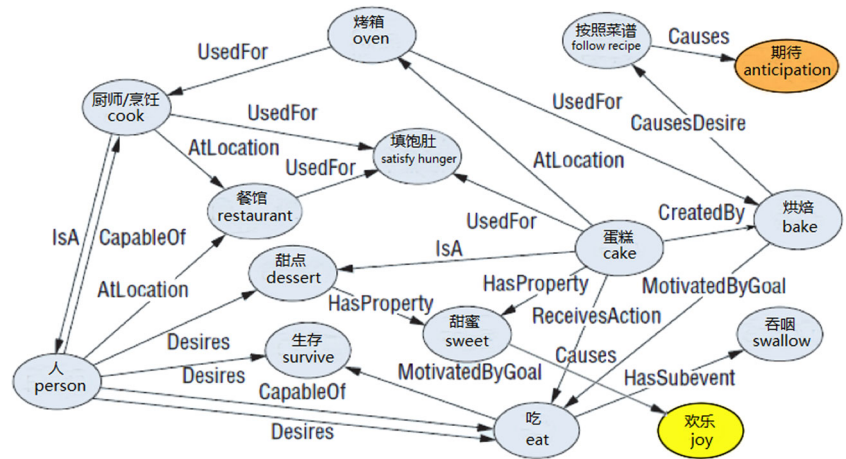 烤箱
oven
按照菜谱
follow recipe
Causes
期待
anticipation
UsedFor
厨师/烹饪
cook
UsedFor
UsedFor
CausesDesire
填饱肚
satisfy hunger
AtLocation
UsedFor
AtLocation
餐馆
restaurant
UsedFor
CreatedBy
烘焙
bake
IsA
CapableOf
蛋糕
cake
IsA
甜点
dessert
AtLocation
HasProperty
HasProperty
MotivatedByGoal
ReceivesAction
甜蜜
sweet
吞咽
swallow
生存
survive
Desires
Causes
人
person
Desires
MotivatedByGoal
HasSubevent
CapableOf
吃
eat
欢乐
joy
Desires